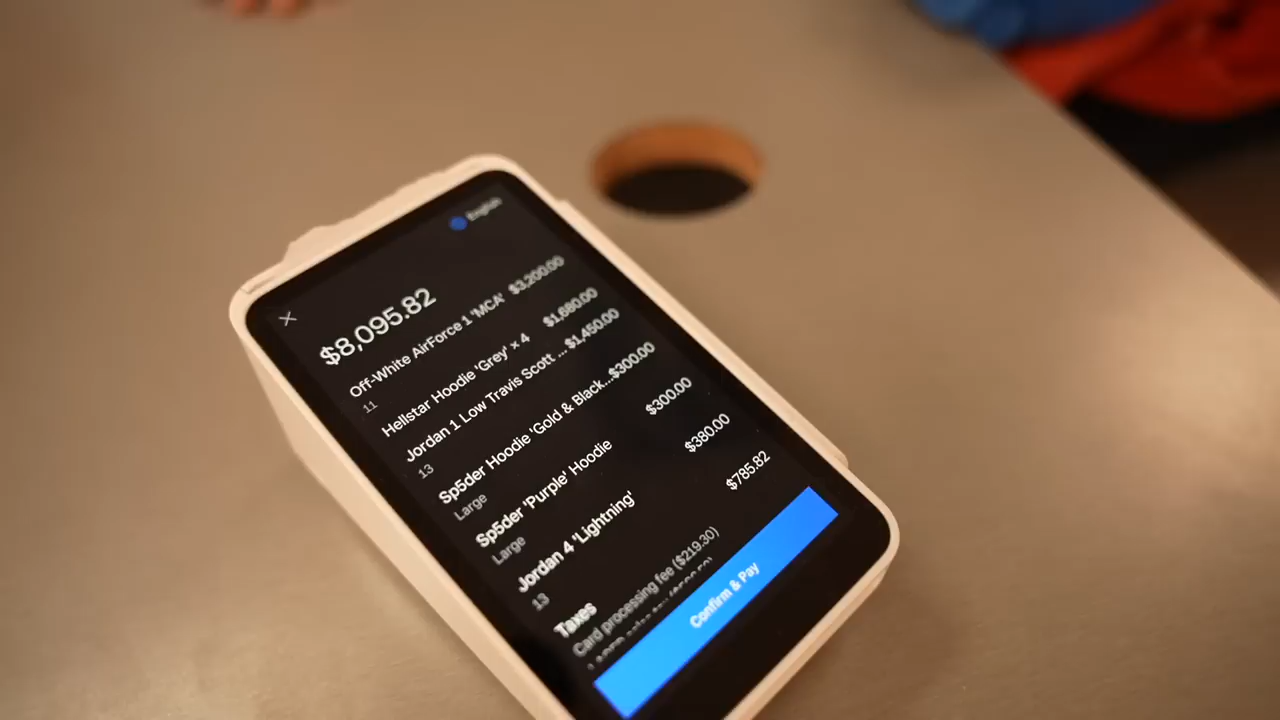 English
$8,095.82
Off-White AirForce 1 'MCA' $3,200.00
11
Hellstar Hoodie 'Grey' × 4 $1,680.00
Jordan 1 Low Travis Scott ... $1,450.00
13
Sp5der Hoodie 'Gold & Black... $300.00
Large
Sp5der 'Purple' Hoodie $300.00
Large
Jordan 4 'Lightning' $380.00
13
Taxes $785.82
Card processing fee ($219.30)
Confirm & Pay